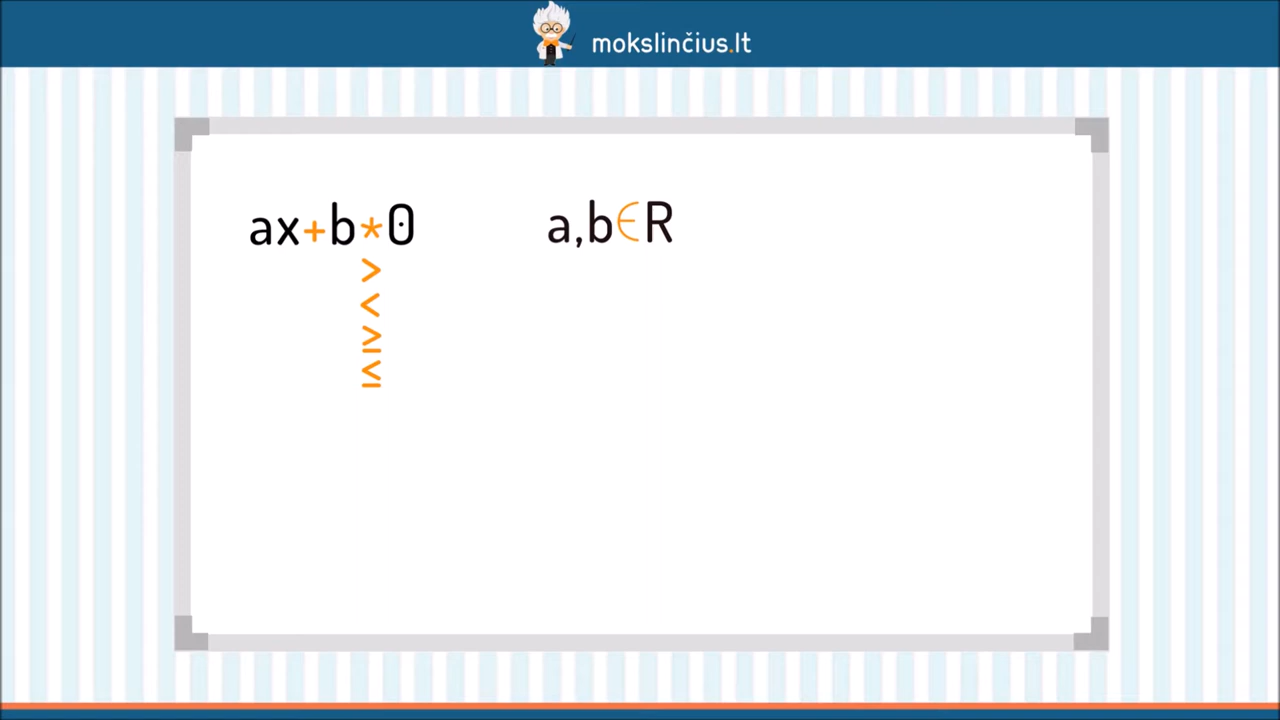 mokslinčius.lt
ax+b*0 a,b∈R
>
<
≥
≤